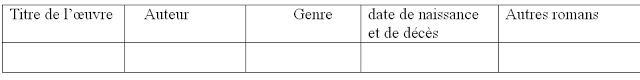 Titre de l’œuvre Auteur Genre date de naissance et de décès Autres romans